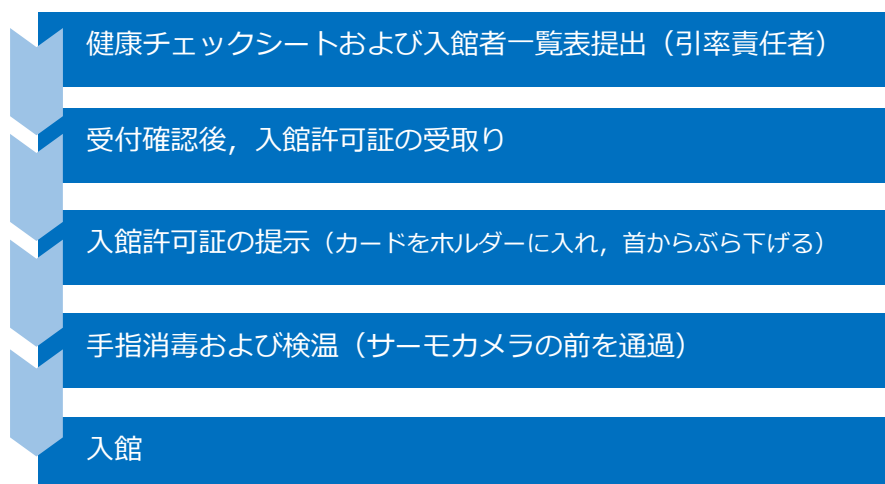 健康チェックシートおよび入館者一覧表提出（引率責任者）
受付確認後，入館許可証の受取り
入館許可証の提示（カードをホルダーに入れ，首からぶら下げる）
手指消毒および検温（サーモカメラの前を通過）
入館